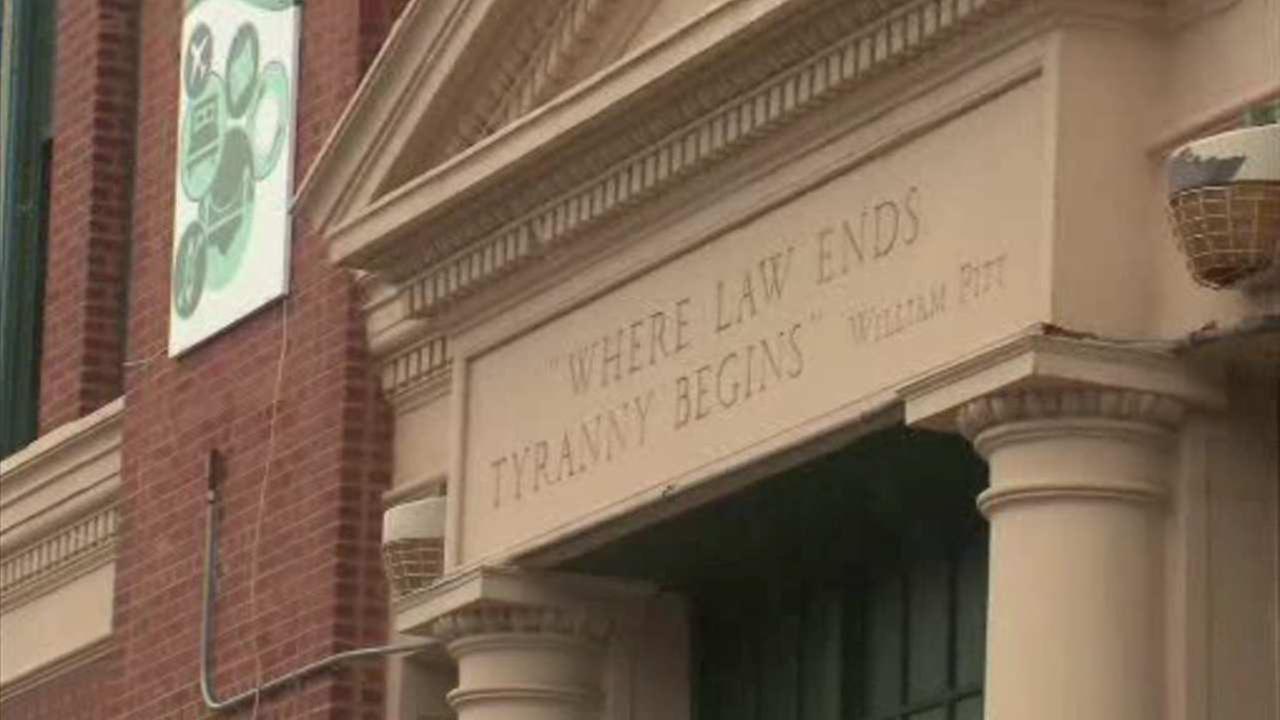 "WHERE LAW ENDS
TYRANNY BEGINS" WILLIAM PITT